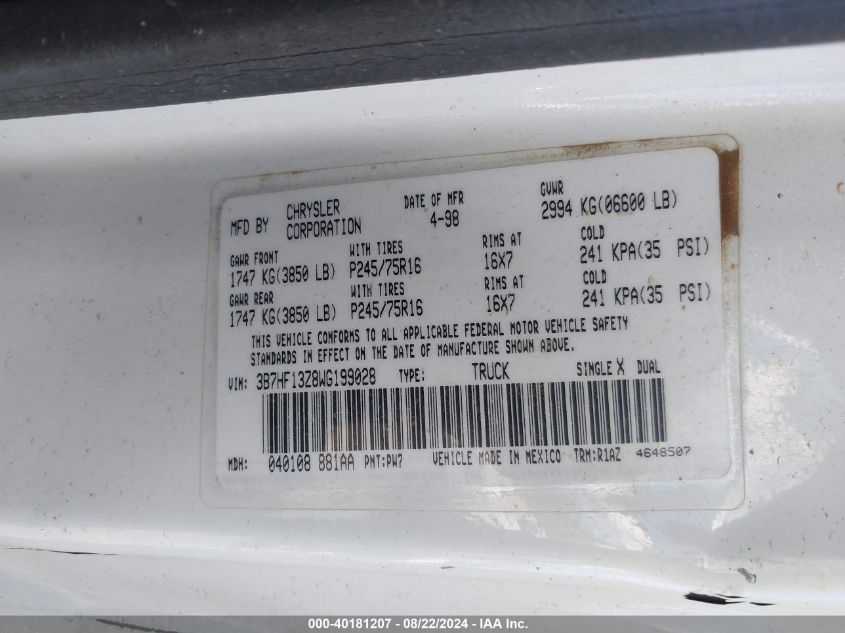 MFD BY CHRYSLER CORPORATION DATE OF MFR 4-98 GVWR 2994 KG(06600 LB)
GAWR FRONT WITH TIRES RIMS AT COLD
1747 KG(3850 LB) P245/75R16 16X7 241 KPA(35 PSI)
GAWR REAR WITH TIRES RIMS AT COLD
1747 KG(3850 LB) P245/75R16 16X7 241 KPA(35 PSI)
THIS VEHICLE CONFORMS TO ALL APPLICABLE FEDERAL MOTOR VEHICLE SAFETY
STANDARDS IN EFFECT ON THE DATE OF MANUFACTURE SHOWN ABOVE.
VIN: 3B7HF13Z8WG199028 TYPE: TRUCK SINGLE X DUAL
MDH: 040108 881AA PNT:PW7 VEHICLE MADE IN MEXICO TRM:R1AZ 4648507
000-40181207 - 08/22/2024 - IAA Inc.